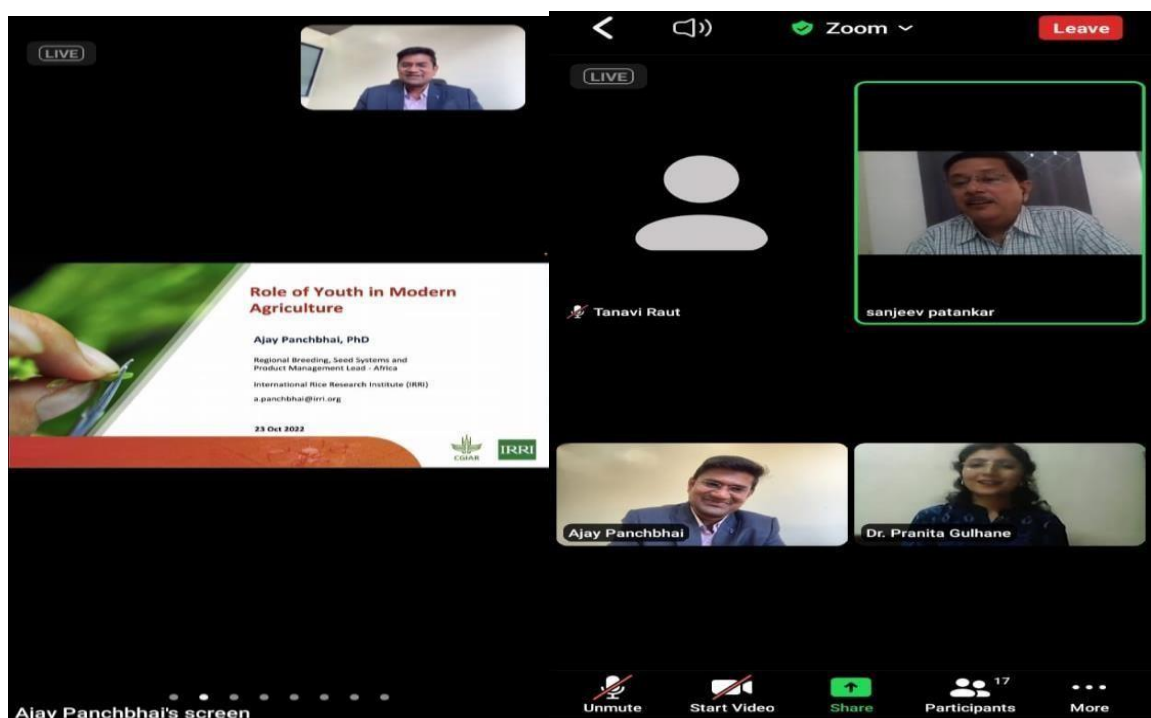 LIVE
Role of Youth in Modern
Agriculture
Ajay Panchbhai, PhD
Regional Breeding, Seed Systems and
Product Management Lead - Africa
International Rice Research Institute (IRRI)
a.panchbhai@irri.org
23 Oct 2022
CGIAR
IRRI
Ajay Panchbhai's screen
Zoom
Leave
LIVE
Tanavi Raut
sanjeev patankar
Ajay Panchbhai
Dr. Pranita Gulhane
17
Unmute
Start Video
Share
Participants
More